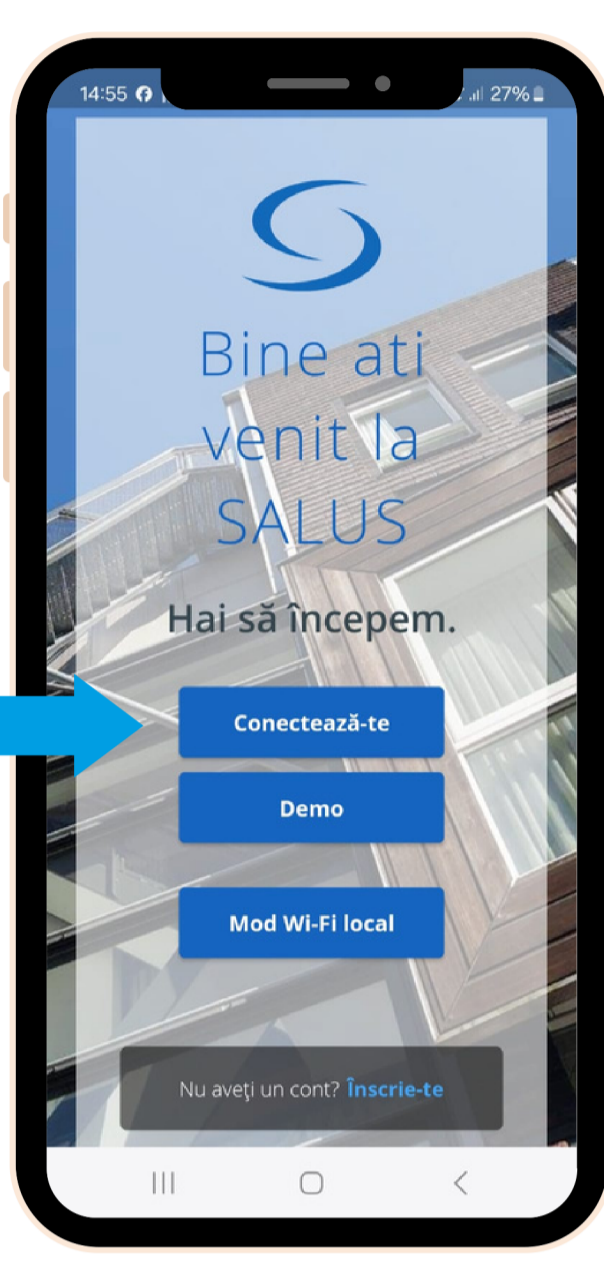 14:55
27%
Bine ati
venit la
SALUS
Hai să începem.
Conectează-te
Demo
Mod Wi-Fi local
Nu aveţi un cont? Înscrie-te